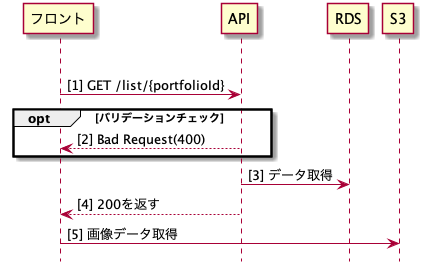 フロント API RDS S3
[1] GET /list/{portfolioId}
opt [バリデーションチェック]
[2] Bad Request(400)
[3] データ取得
[4] 200を返す
[5] 画像データ取得